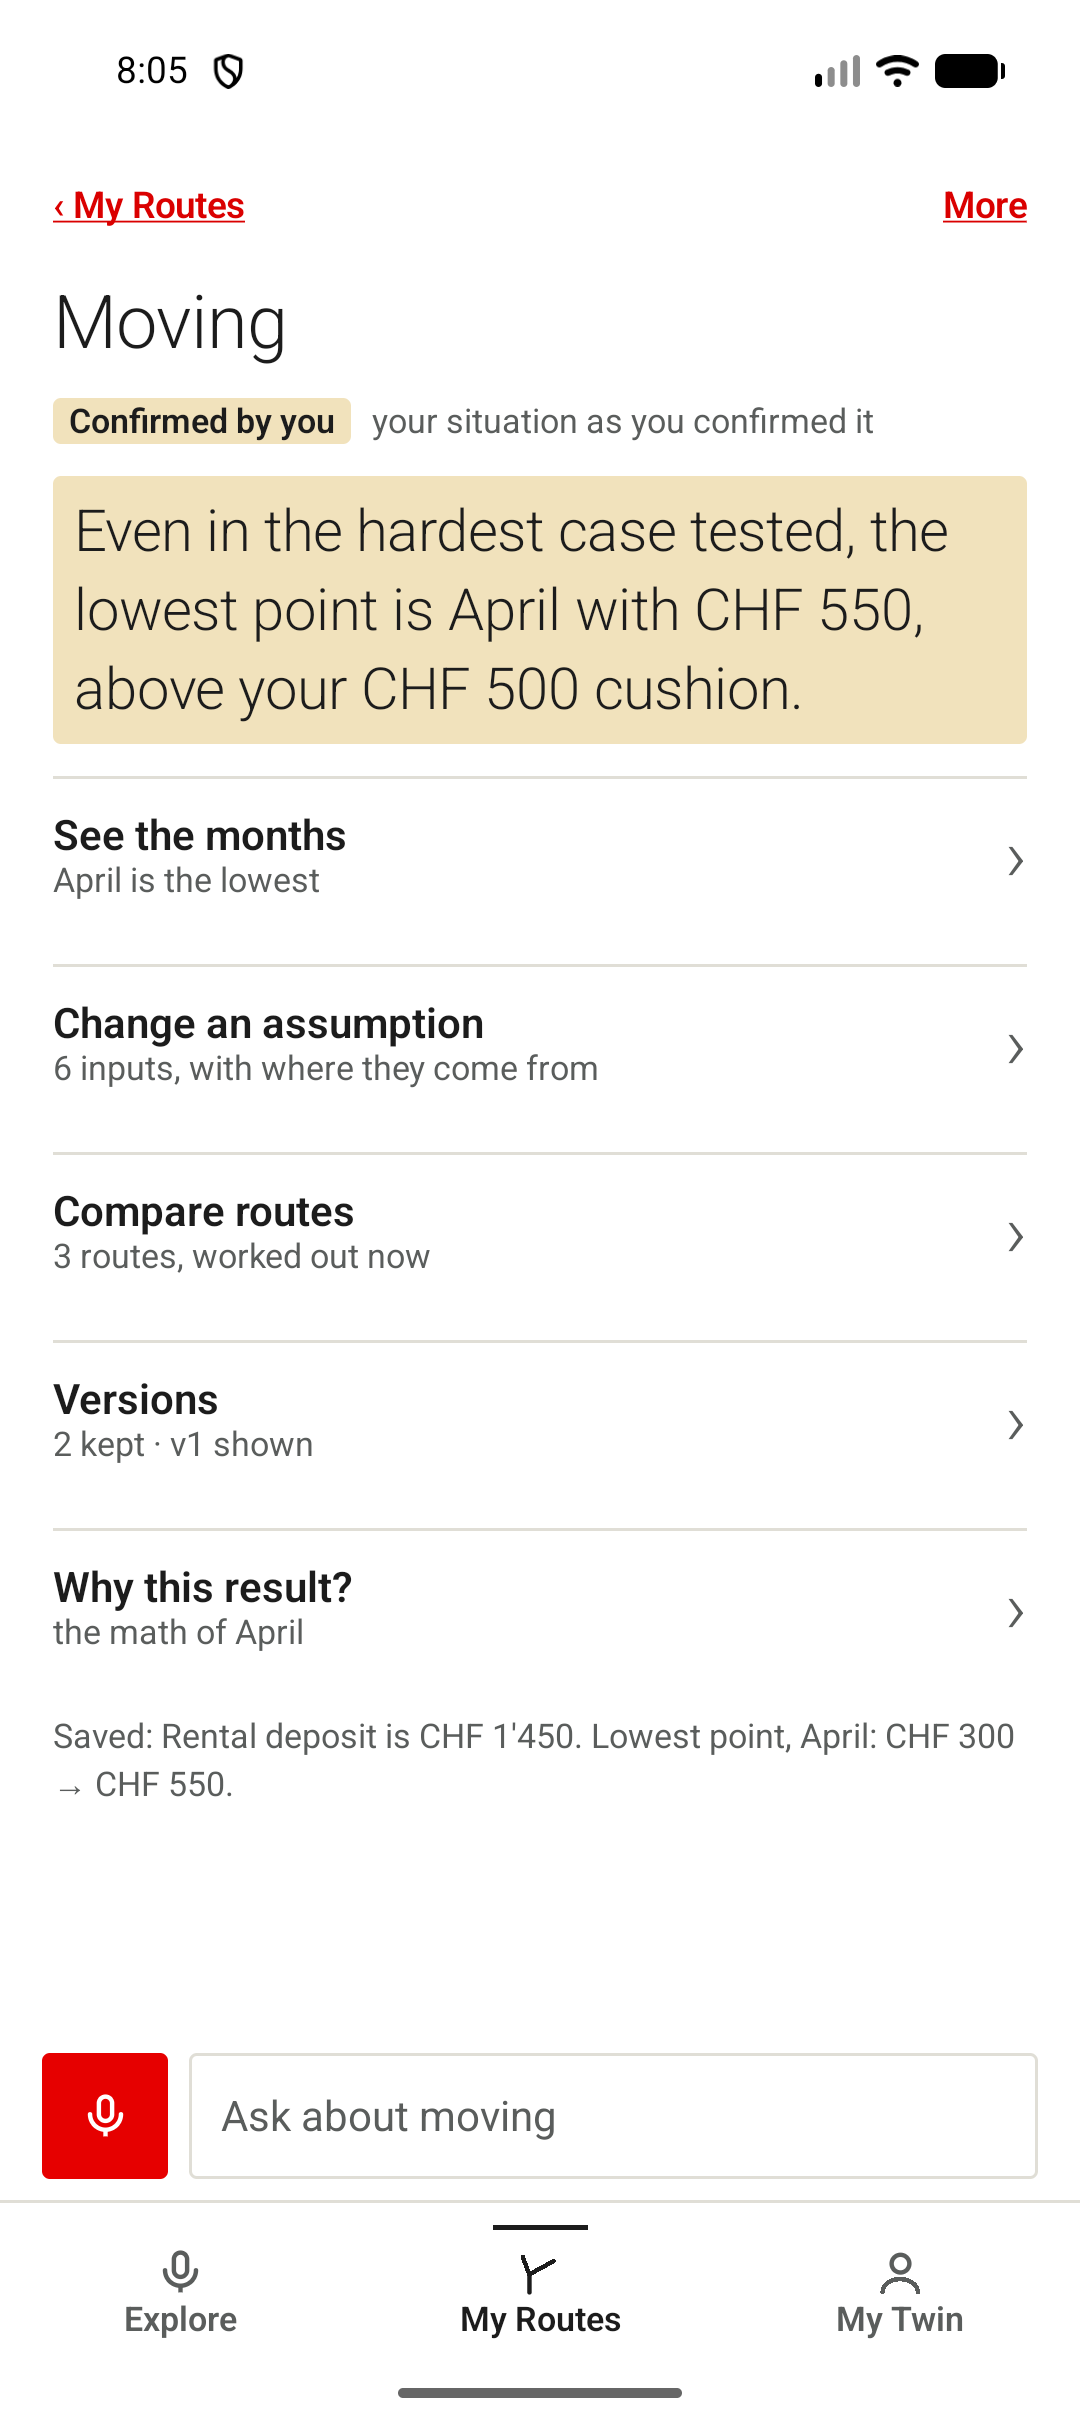 8:05
‹ My Routes
More
Moving
Confirmed by you your situation as you confirmed it
Even in the hardest case tested, the
lowest point is April with CHF 550,
above your CHF 500 cushion.
See the months
April is the lowest
Change an assumption
6 inputs, with where they come from
Compare routes
3 routes, worked out now
Versions
2 kept · v1 shown
Why this result?
the math of April
Saved: Rental deposit is CHF 1'450. Lowest point, April: CHF 300
→ CHF 550.
Ask about moving
Explore
My Routes
My Twin